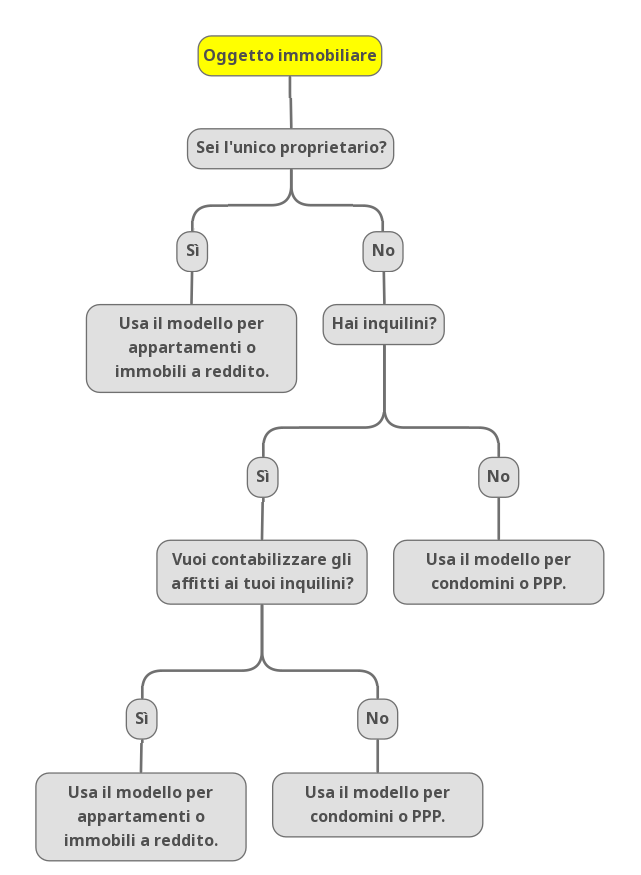 Oggetto immobiliare
Sei l'unico proprietario?
Sì
No
Usa il modello per
appartamenti o
immobili a reddito.
Hai inquilini?
Sì
No
Vuoi contabilizzare gli
affitti ai tuoi inquilini?
Usa il modello per
condomini o PPP.
Sì
No
Usa il modello per
appartamenti o
immobili a reddito.
Usa il modello per
condomini o PPP.